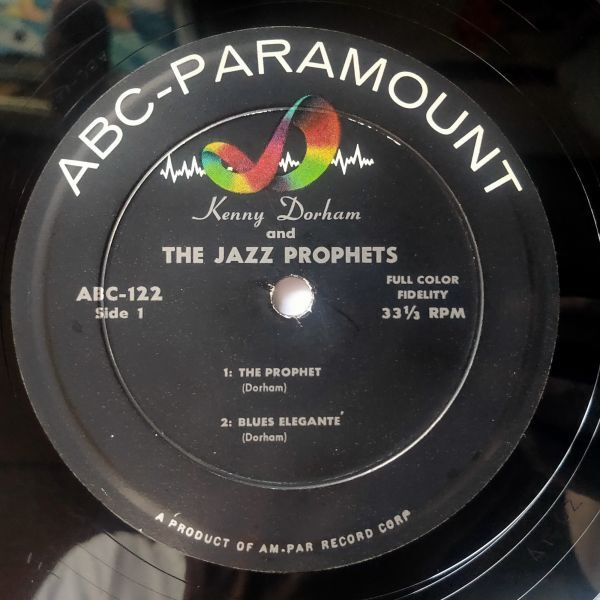 ABC-PARAMOUNT
Kenny Dorham
and
THE JAZZ PROPHETS
ABC-122
Side 1
FULL COLOR
FIDELITY
33⅓ RPM
1: THE PROPHET
(Dorham)
2: BLUES ELEGANTÉ
(Dorham)
A PRODUCT OF AM-PAR RECORD CORP